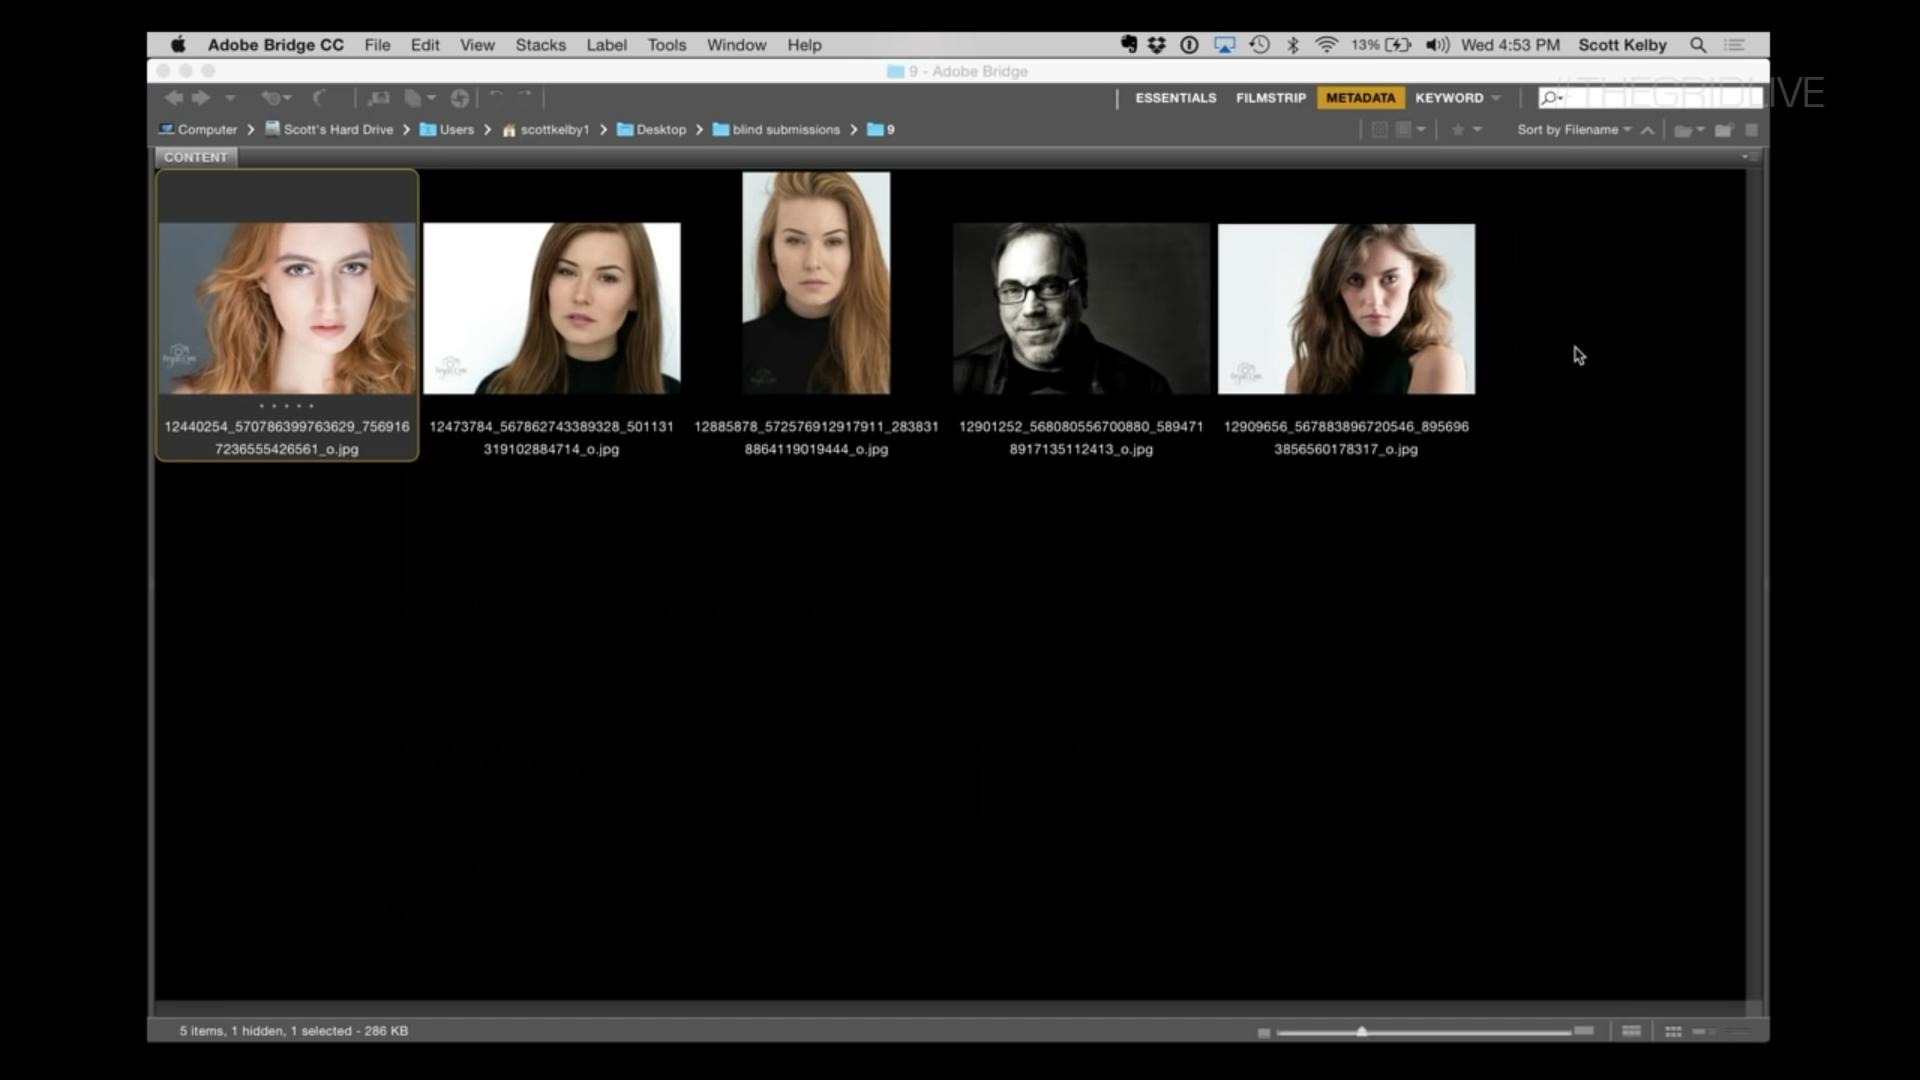 Adobe Bridge CC File Edit View Stacks Label Tools Window Help 13% Wed 4:53 PM Scott Kelby
9 - Adobe Bridge
ESSENTIALS FILMSTRIP METADATA KEYWORD #THEGRIDLIVE
Computer Scott's Hard Drive Users scottkelby1 Desktop blind submissions 9 Sort by Filename
CONTENT
12440254_570786399763629_756916
7236555426561_o.jpg
12473784_567862743389328_501131
319102884714_o.jpg
12885878_572576912917911_283831
8864119019444_o.jpg
12901252_568080556700880_589471
8917135112413_o.jpg
12909656_567883896720546_895696
3856560178317_o.jpg
5 items, 1 hidden, 1 selected - 286 KB